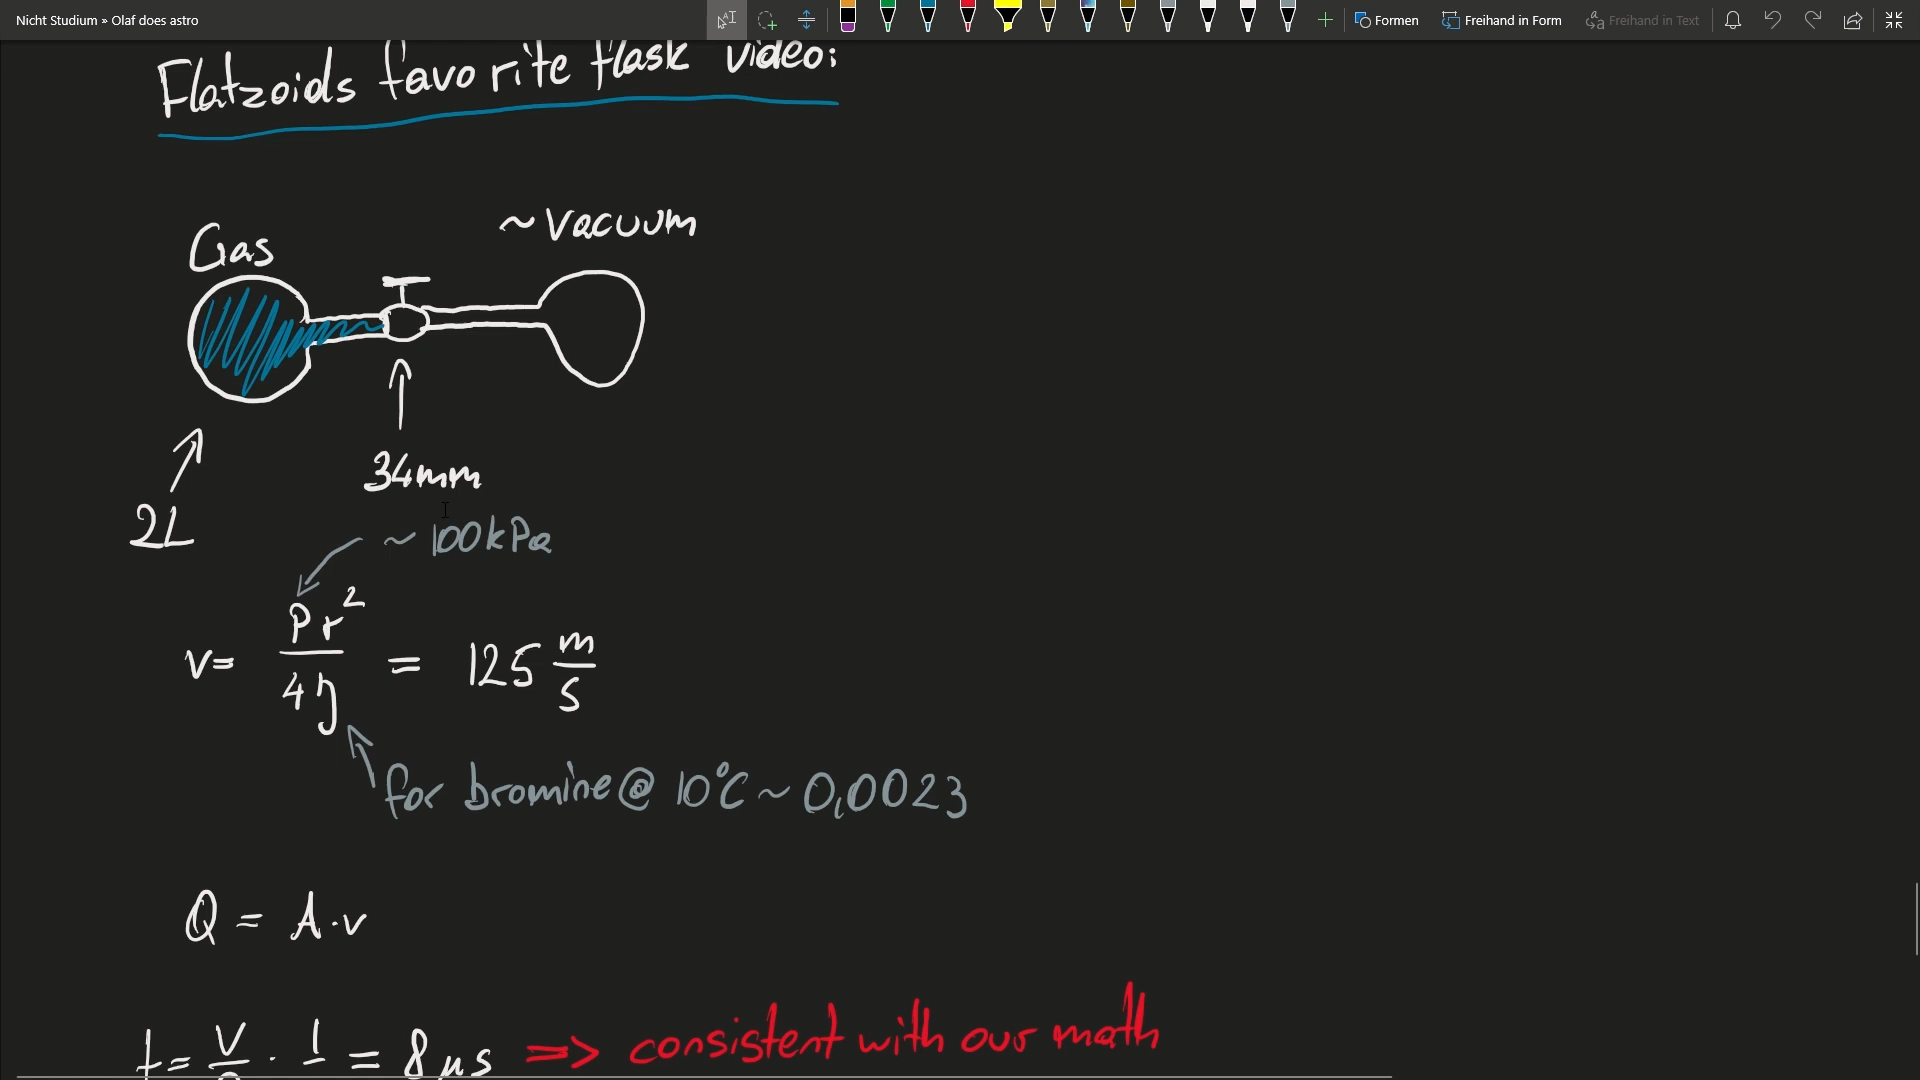 Nicht Studium » Olaf does astro
Formen
Freihand in Form
Freihand in Text
Flatzoids favorite flask video:
Gas
~ Vacuum
34mm
2L
~ 100kPa
v = Pr² / 4η = 125 m/s
for bromine @ 10°C ~ 0,0023
Q = A · v
t = V / · 1 / = 8 µs => consistent with our math